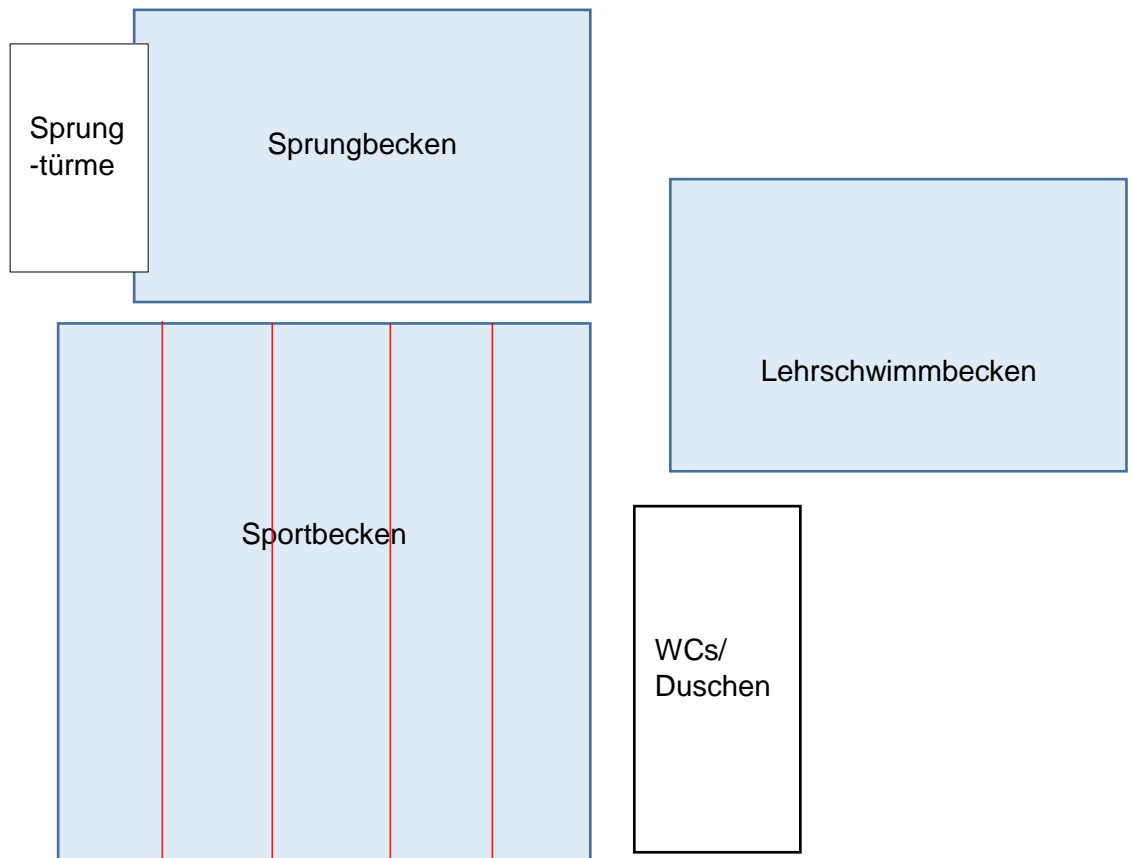 Sprung
-türme
Sprungbecken
Lehrschwimmbecken
Sportbecken
WCs/
Duschen